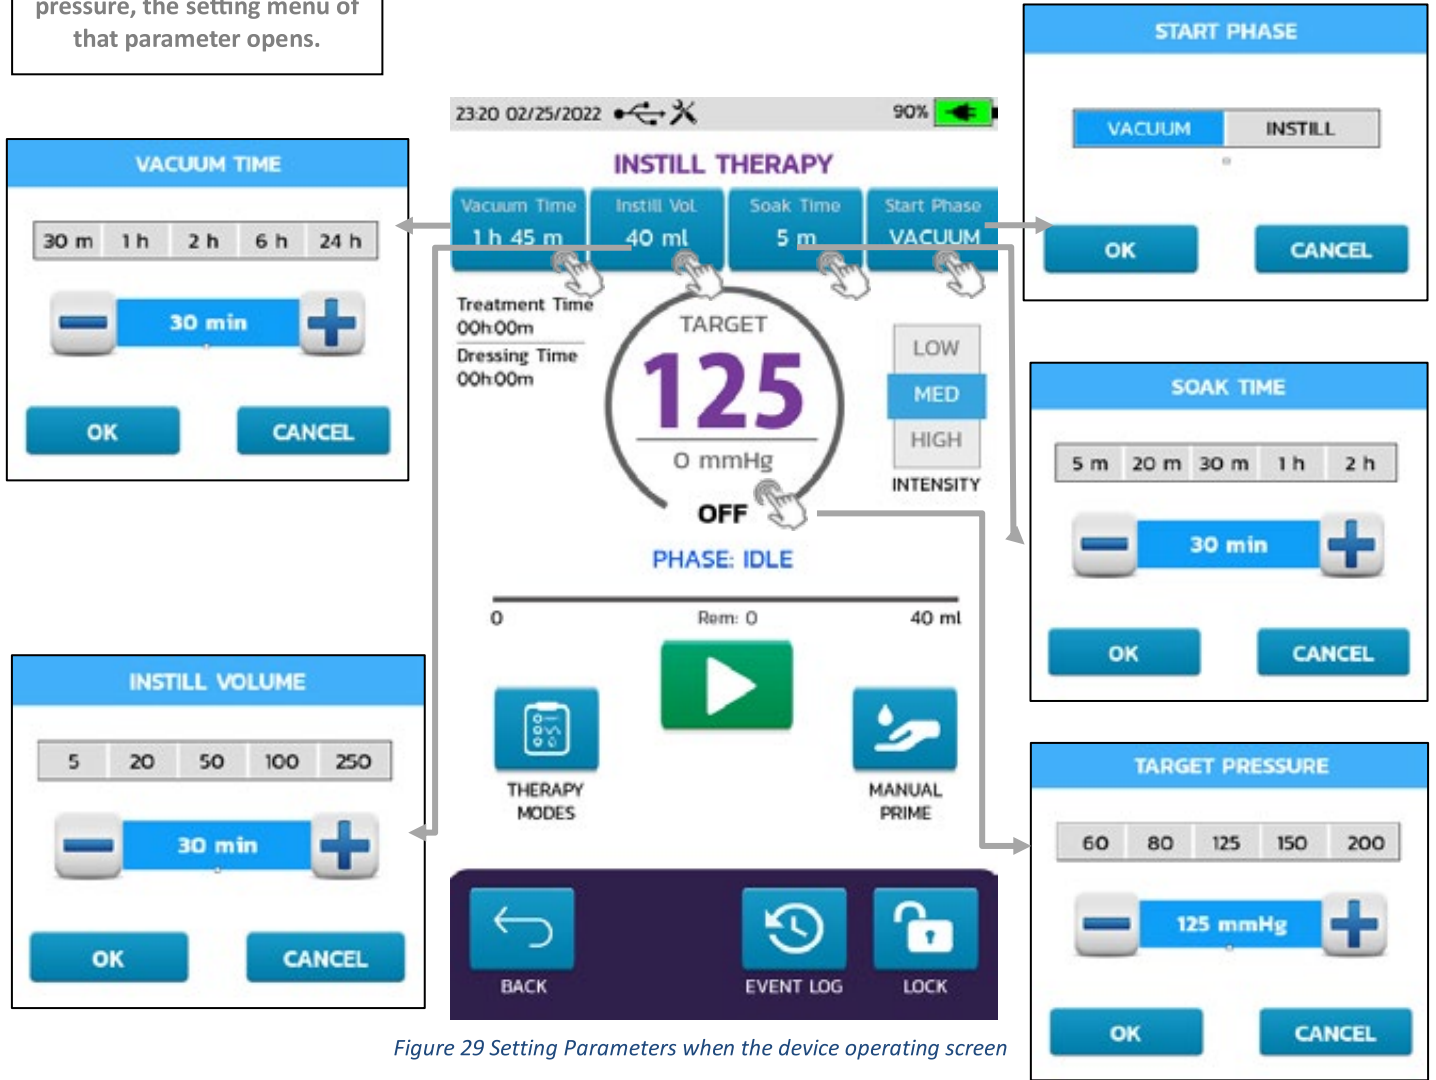 pressure, the setting menu of
that parameter opens.
VACUUM TIME
30 m 1 h 2 h 6 h 24 h
30 min
OK CANCEL
INSTILL VOLUME
5 20 50 100 250
30 min
OK CANCEL
23:20 02/25/2022 90%
INSTILL THERAPY
Vacuum Time Instill Vol. Soak Time Start Phase
1 h 45 m 40 ml 5 m VACUUM
Treatment Time
00h:00m
Dressing Time
00h:00m
TARGET
125
0 mmHg
OFF
LOW
MED
HIGH
INTENSITY
PHASE: IDLE
0 Rem: 0 40 ml
THERAPY
MODES
MANUAL
PRIME
BACK EVENT LOG LOCK
START PHASE
VACUUM INSTILL
OK CANCEL
SOAK TIME
5 m 20 m 30 m 1 h 2 h
30 min
OK CANCEL
TARGET PRESSURE
60 80 125 150 200
125 mmHg
OK CANCEL
Figure 29 Setting Parameters when the device operating screen